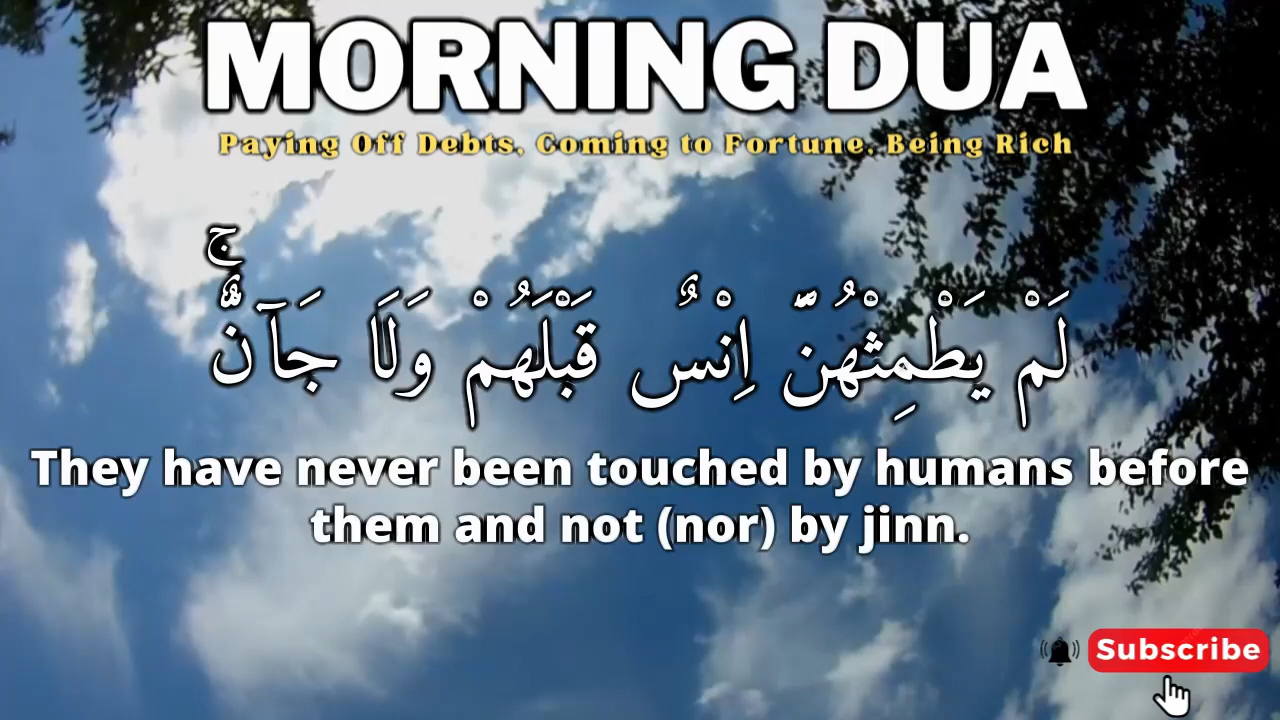 MORNING DUA
Paying Off Debts, Coming to Fortune, Being Rich
لَمْ يَطْمِثْهُنَّ اِنْسٌ قَبْلَهُمْ وَلَا جَاۤنٌّۚ
They have never been touched by humans before
them and not (nor) by jinn.
Subscribe